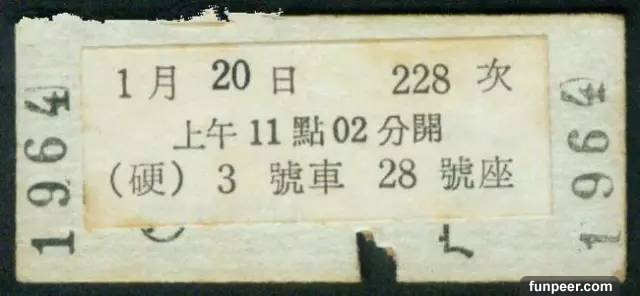 1964
1月 20日 228 次
上午 11 點 02 分開
(硬) 3 號車 28 號座
1964
funpeer.com